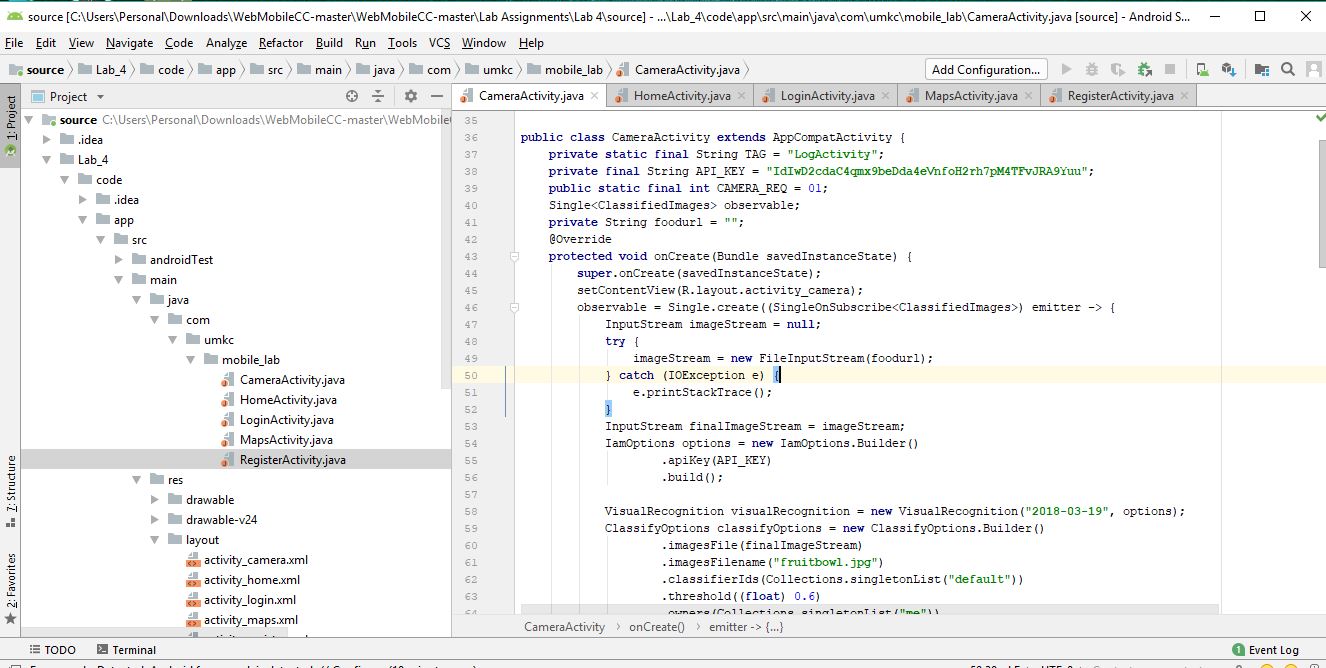 source [C:\Users\Personal\Downloads\WebMobileCC-master\WebMobileCC-master\Lab Assignments\Lab 4\source] - ...\Lab_4\code\app\src\main\java\com\umkc\mobile_lab\CameraActivity.java [source] - Android S...
File Edit View Navigate Code Analyze Refactor Build Run Tools VCS Window Help
source Lab_4 code app src main java com umkc mobile_lab CameraActivity.java Add Configuration...
Project
CameraActivity.java HomeActivity.java LoginActivity.java MapsActivity.java RegisterActivity.java
1: Project
Z: Structure
2: Favorites
source C:\Users\Personal\Downloads\WebMobileCC-master\WebMobile
.idea
Lab_4
code
.idea
app
src
androidTest
main
java
com
umkc
mobile_lab
CameraActivity.java
HomeActivity.java
LoginActivity.java
MapsActivity.java
RegisterActivity.java
res
drawable
drawable-v24
layout
activity_camera.xml
activity_home.xml
activity_login.xml
activity_maps.xml
35
36 public class CameraActivity extends AppCompatActivity {
37 private static final String TAG = "LogActivity";
38 private final String API_KEY = "IdIwD2cdaC4qmx9beDda4eVnfoH2rh7pM4TFvJRA9Yuu";
39 public static final int CAMERA_REQ = 01;
40 Single<ClassifiedImages> observable;
41 private String foodurl = "";
42 @Override
43 protected void onCreate(Bundle savedInstanceState) {
44 super.onCreate(savedInstanceState);
45 setContentView(R.layout.activity_camera);
46 observable = Single.create((SingleOnSubscribe<ClassifiedImages>) emitter -> {
47 InputStream imageStream = null;
48 try {
49 imageStream = new FileInputStream(foodurl);
50 } catch (IOException e) {
51 e.printStackTrace();
52 }
53 InputStream finalImageStream = imageStream;
54 IamOptions options = new IamOptions.Builder()
55 .apiKey(API_KEY)
56 .build();
57
58 VisualRecognition visualRecognition = new VisualRecognition("2018-03-19", options);
59 ClassifyOptions classifyOptions = new ClassifyOptions.Builder()
60 .imagesFile(finalImageStream)
61 .imagesFilename("fruitbowl.jpg")
62 .classifierIds(Collections.singletonList("default"))
63 .threshold((float) 0.6)
64 .owners(Collections.singletonList("me"))
CameraActivity onCreate() emitter -> {...}
TODO Terminal 1 Event Log